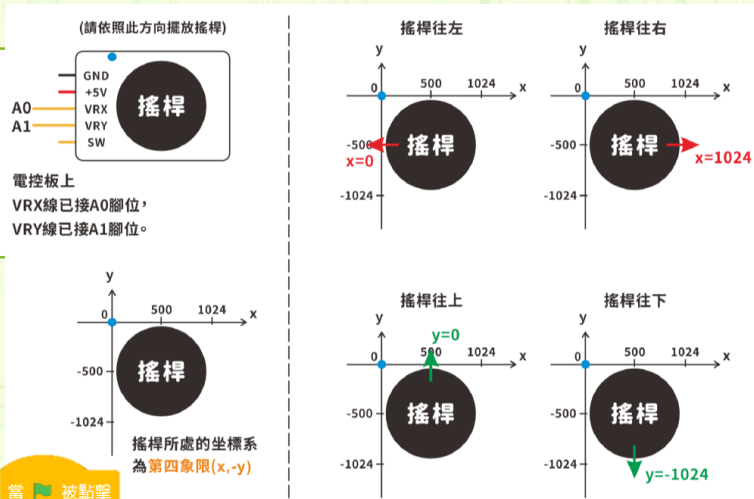 (請依照此方向擺放搖桿)
GND
+5V
A0 VRX
A1 VRY
SW
搖桿
電控板上
VRX線已接A0腳位，
VRY線已接A1腳位。
y
0 500 1024 x
-500
-1024
搖桿
搖桿所處的坐標系
為第四象限(x,-y)
當 被點擊
搖桿往左
y
0 500 1024 x
-500
x=0
-1024
搖桿
搖桿往右
y
0 500 1024 x
-500
x=1024
-1024
搖桿
搖桿往上
y
y=0
0 500 1024 x
-500
-1024
搖桿
搖桿往下
y
0 500 1024 x
-500
-1024
搖桿
y=-1024